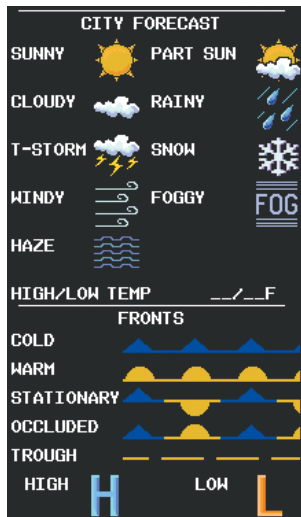 CITY FORECAST
SUNNY PART SUN
CLOUDY RAINY
T-STORM SNOW
WINDY FOGGY FOG
HAZE
HIGH/LOW TEMP __/__F
FRONTS
COLD
WARM
STATIONARY
OCCLUDED
TROUGH
HIGH H LOW L